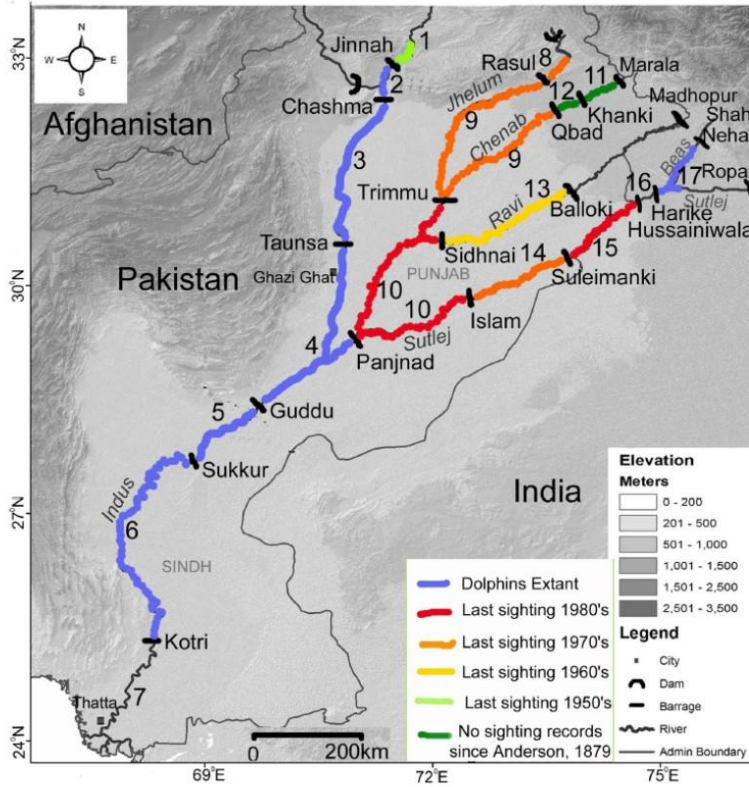 33°N
30°N
27°N
24°N
69°E
72°E
75°E
N
W
E
S
Afghanistan
Pakistan
India
PUNJAB
SINDH
Jinnah
1
2
Chashma
3
Taunsa
Ghazi Ghat
4
5
Guddu
Sukkur
Indus
6
Kotri
7
Thatta
Rasul
8
Jhelum
9
Chenab
9
Marala
11
12
Khanki
Qbad
Madhopur
Shah
Neha
Beas
17
Ropa
Sutlej
16
Harike
Hussainiwala
Trimmu
13
Ravi
Balloki
Sidhnai
14
15
Suleimanki
10
10
Sutlej
Islam
Panjnad
Elevation
Meters
0 - 200
201 - 500
501 - 1,000
1,001 - 1,500
1,501 - 2,500
2,501 - 3,500
Legend
City
Dam
Barrage
River
Admin Boundary
Dolphins Extant
Last sighting 1980's
Last sighting 1970's
Last sighting 1960's
Last sighting 1950's
No sighting records
since Anderson, 1879
0
200km